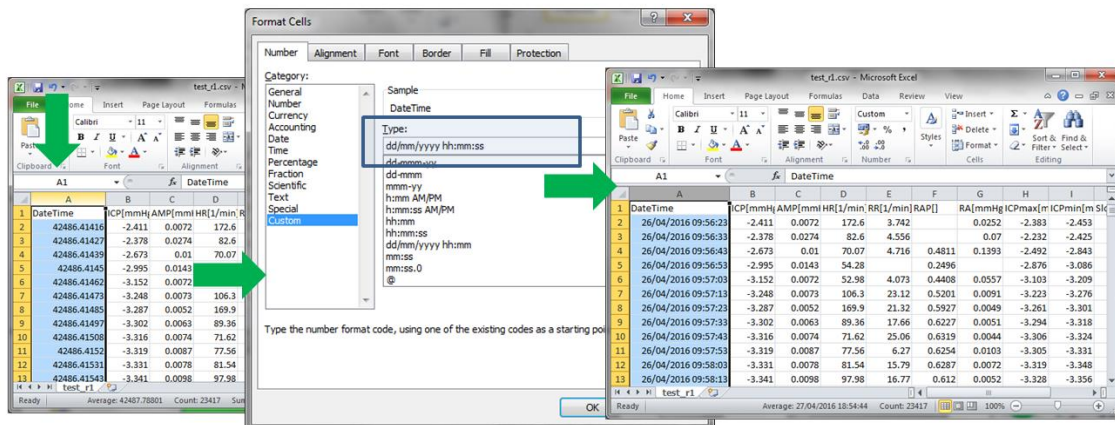 Format Cells
Number Alignment Font Border Fill Protection
Category:
General
Number
Currency
Accounting
Date
Time
Percentage
Fraction
Scientific
Text
Special
Custom
Sample
DateTime
Type:
dd/mm/yyyy hh:mm:ss
dd-mmm-yy
dd-mmm
mmm-yy
h:mm AM/PM
h:mm:ss AM/PM
hh:mm
hh:mm:ss
dd/mm/yyyy hh:mm
mm:ss
mm:ss.0
@
Type the number format code, using one of the existing codes as a starting poi
OK
test_r1.csv - M
File Home Insert Page Layout Formulas
Calibri 11
B I U A A
Paste
Clipboard Font Alignment
A1 fx DateTime
A B C D
1 DateTime ICP[mmH AMP[mmH HR[1/min] R
2 42486.41416 -2.411 0.0072 172.6
3 42486.41427 -2.378 0.0274 82.6
4 42486.41439 -2.673 0.01 70.07
5 42486.4145 -2.995 0.0143
6 42486.41462 -3.152 0.0072
7 42486.41473 -3.248 0.0073 106.3
8 42486.41485 -3.287 0.0052 169.9
9 42486.41497 -3.302 0.0063 89.36
10 42486.41508 -3.316 0.0074 71.62
11 42486.4152 -3.319 0.0087 77.56
12 42486.41531 -3.331 0.0078 81.54
13 42486.41543 -3.341 0.0098 97.98
test_r1
Ready Average: 42487.78801 Count: 23417 Sum
test_r1.csv - Microsoft Excel
File Home Insert Page Layout Formulas Data Review View
Calibri 11 Custom Insert Σ
B I U A A % , Delete
Paste Styles Format Sort & Filter Find & Select
Clipboard Font Alignment Number Cells Editing
A1 fx DateTime
A B C D E F G H I
1 DateTime ICP[mmH AMP[mmH HR[1/min] RR[1/min] RAP[] RA[mmHg ICPmax[m ICPmin[m Slo
2 26/04/2016 09:56:23 -2.411 0.0072 172.6 3.742 0.0252 -2.383 -2.453
3 26/04/2016 09:56:33 -2.378 0.0274 82.6 4.556 0.07 -2.232 -2.425
4 26/04/2016 09:56:43 -2.673 0.01 70.07 4.716 0.4811 0.1393 -2.492 -2.843
5 26/04/2016 09:56:53 -2.995 0.0143 54.28 0.2496 -2.876 -3.086
6 26/04/2016 09:57:03 -3.152 0.0072 52.98 4.073 0.4408 0.0557 -3.103 -3.209
7 26/04/2016 09:57:13 -3.248 0.0073 106.3 23.12 0.5201 0.0091 -3.223 -3.276
8 26/04/2016 09:57:23 -3.287 0.0052 169.9 21.32 0.5927 0.0049 -3.261 -3.301
9 26/04/2016 09:57:33 -3.302 0.0063 89.36 17.66 0.6227 0.0051 -3.294 -3.318
10 26/04/2016 09:57:43 -3.316 0.0074 71.62 25.06 0.6319 0.0044 -3.306 -3.324
11 26/04/2016 09:57:53 -3.319 0.0087 77.56 6.27 0.6254 0.0103 -3.305 -3.331
12 26/04/2016 09:58:03 -3.331 0.0078 81.54 15.79 0.6287 0.0072 -3.319 -3.348
13 26/04/2016 09:58:13 -3.341 0.0098 97.98 16.77 0.612 0.0052 -3.328 -3.356
test_r1
Ready Average: 27/04/2016 18:54:44 Count: 23417 100%